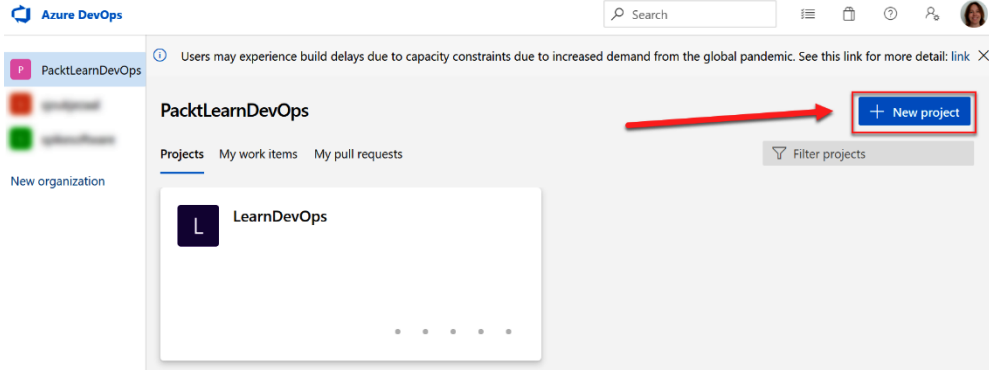 Azure DevOps
Search
P PacktLearnDevOps
Users may experience build delays due to capacity constraints due to increased demand from the global pandemic. See this link for more detail: link
PacktLearnDevOps
+ New project
Projects My work items My pull requests
Filter projects
New organization
L LearnDevOps